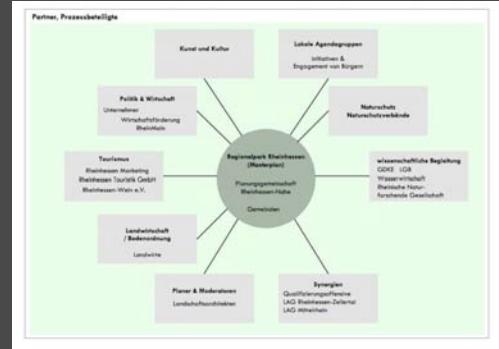 Partner, Prozessbeteiligte
Kunst und Kultur
Lokale Agendagruppen
Initiativen &
Engagement von Bürgern
Politik & Wirtschaft
Unternehmer
Wirtschaftsförderung
RheinMain
Naturschutz
Naturschutzverbände
Tourismus
Rheinhessen Marketing
Rheinhessen Touristik GmbH
Rheinhessen-Wein e.V.
Regionalpark Rheinhessen
(Masterplan)
Planungsgemeinschaft
Rheinhessen-Nahe
Gemeinden
wissenschaftliche Begleitung
GDKE LGB
Wasserwirtschaft
Rheinische Natur-
forschende Gesellschaft
Landwirtschaft
/ Bodenordnung
Landwirte
Planer & Moderatoren
Landschaftsarchitekten
Synergien
Qualifizierungsoffensive
LAG Rheinhessen-Zellertal
LAG Mittelrhein